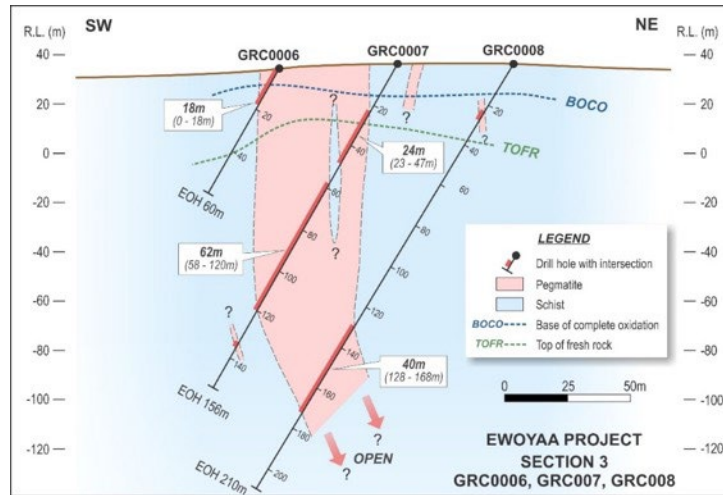 SW
NE
R.L. (m)
R.L. (m)
GRC0006
GRC0007
GRC0008
40
20
0
-20
-40
-60
-80
-100
-120
40
20
0
-20
-40
-60
-80
-100
-120
18m
(0 - 18m)
20
40
EOH 60m
24m
(23 - 47m)
20
40
60
80
100
120
140
EOH 156m
62m
(58 - 120m)
20
40
60
80
100
120
140
160
180
200
EOH 210m
40m
(128 - 168m)
BOCO
TOFR
?
?
?
?
?
?
?
?
OPEN
LEGEND
Drill hole with intersection
Pegmatite
Schist
BOCO Base of complete oxidation
TOFR Top of fresh rock
0 25 50m
EWOYAA PROJECT
SECTION 3
GRC0006, GRC007, GRC008